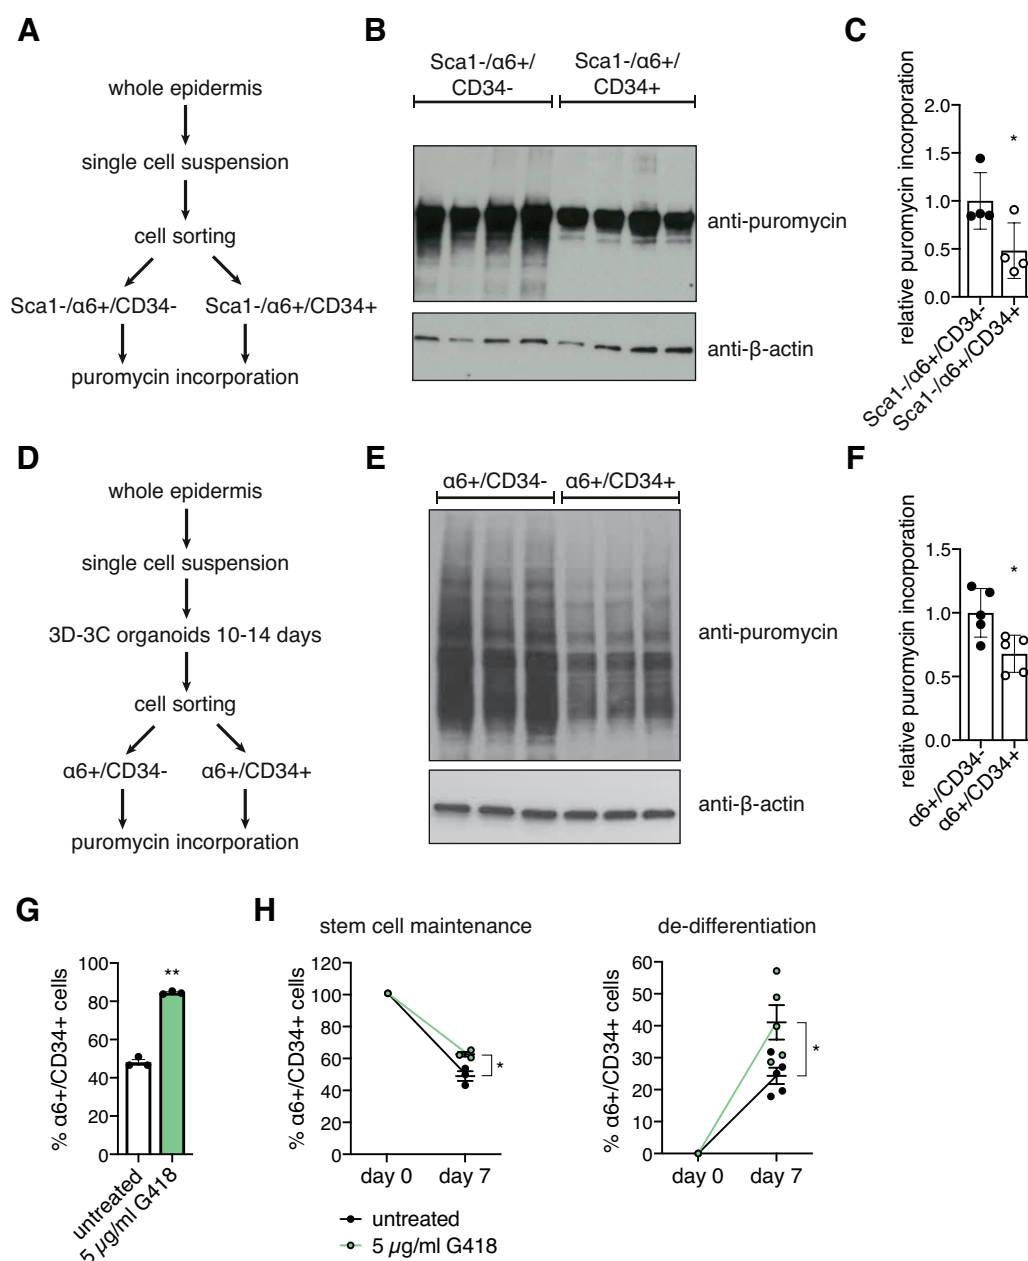 A
whole epidermis
single cell suspension
cell sorting
Sca1-/α6+/CD34-
Sca1-/α6+/CD34+
puromycin incorporation
B
Sca1-/α6+/
CD34-
Sca1-/α6+/
CD34+
anti-puromycin
anti-β-actin
C
relative puromycin incorporation
2.0
1.5
1.0
0.5
0.0
*
Sca1-/α6+/CD34-
Sca1-/α6+/CD34+
D
whole epidermis
single cell suspension
3D-3C organoids 10-14 days
cell sorting
α6+/CD34-
α6+/CD34+
puromycin incorporation
E
α6+/CD34-
α6+/CD34+
anti-puromycin
anti-β-actin
F
relative puromycin incorporation
1.5
1.0
0.5
0.0
*
α6+/CD34-
α6+/CD34+
G
% α6+/CD34+ cells
100
80
60
40
20
0
**
untreated
5 µg/ml G418
H
stem cell maintenance
% α6+/CD34+ cells
120
100
80
60
40
20
0
*
day 0
day 7
de-differentiation
% α6+/CD34+ cells
60
50
40
30
20
10
0
*
day 0
day 7
untreated
5 µg/ml G418